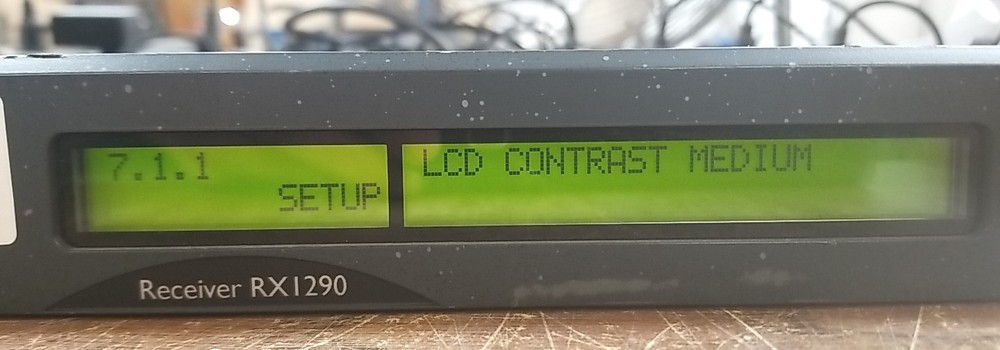 7.1.1
SETUP
LCD CONTRAST MEDIUM
Receiver RX1290